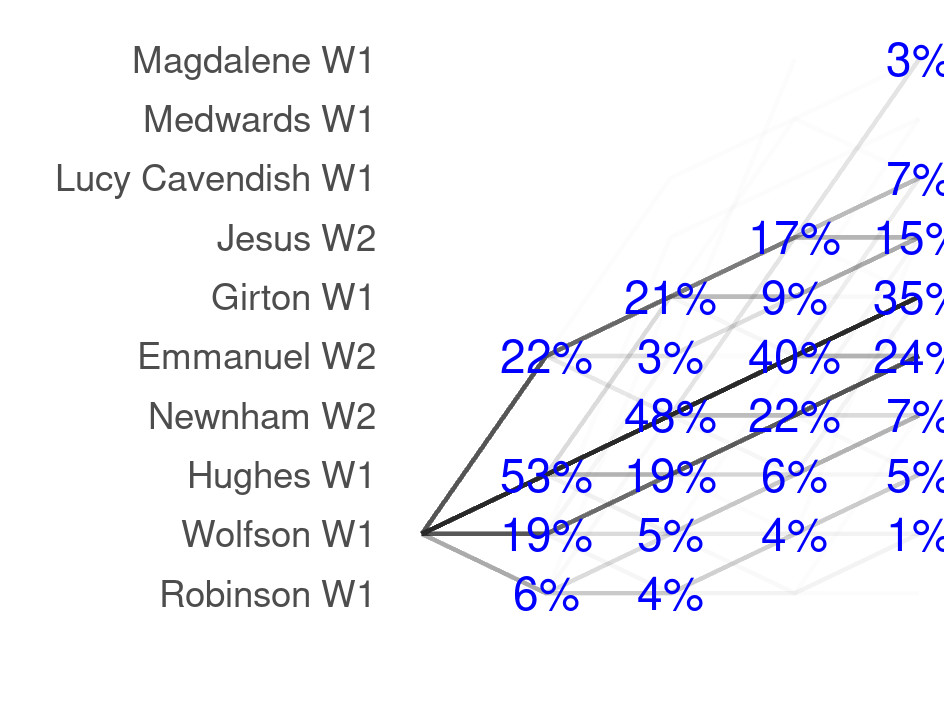 Magdalene W1 3%
Medwards W1
Lucy Cavendish W1 7%
Jesus W2 17% 15%
Girton W1 21% 9% 35%
Emmanuel W2 22% 3% 40% 24%
Newnham W2 48% 22% 7%
Hughes W1 53% 19% 6% 5%
Wolfson W1 19% 5% 4% 1%
Robinson W1 6% 4%